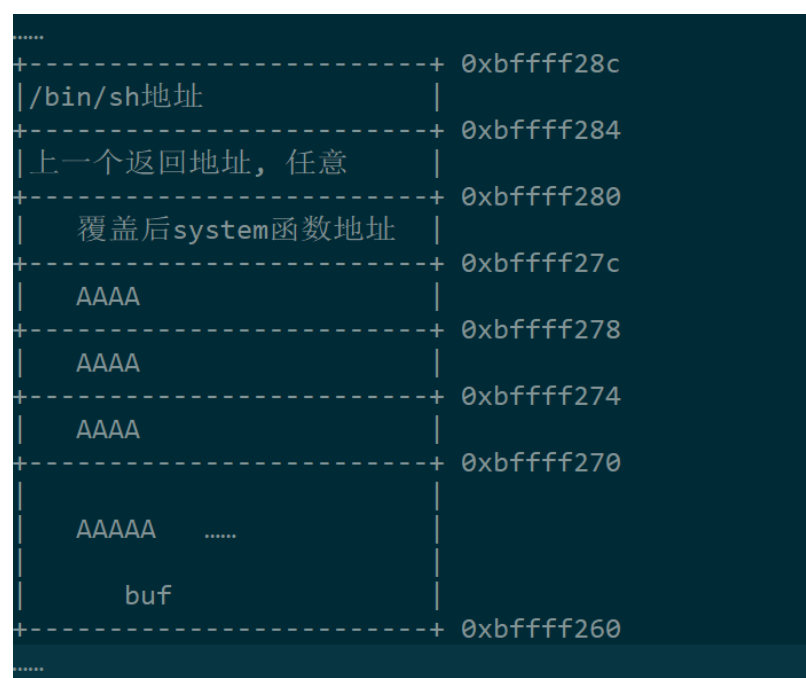 ……
+-------------------------+ 0xbffff28c
|/bin/sh地址 |
+-------------------------+ 0xbffff284
|上一个返回地址, 任意 |
+-------------------------+ 0xbffff280
| 覆盖后system函数地址 |
+-------------------------+ 0xbffff27c
| AAAA |
+-------------------------+ 0xbffff278
| AAAA |
+-------------------------+ 0xbffff274
| AAAA |
+-------------------------+ 0xbffff270
| |
| AAAAA …… |
| |
| buf |
+-------------------------+ 0xbffff260
……